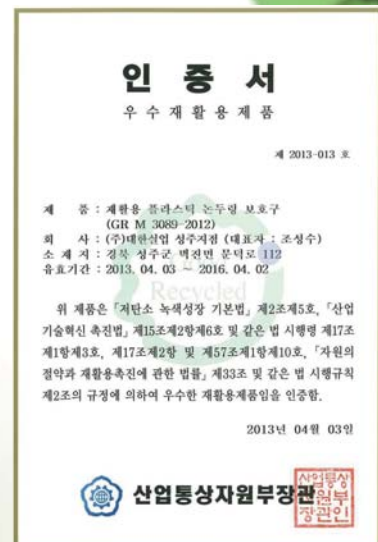 인 증 서
우 수 재 활 용 제 품
제 2013-013 호
제 품 : 재활용 플라스틱 논두렁 보호구
(GR M 3089-2012)
회 사 : (주)대한실업 성주지점 (대표자 : 조성수)
소 재 지 : 경북 성주군 벽진면 문덕로 112
유효기간 : 2013. 04. 03 ~ 2016. 04. 02
Recycled
위 제품은 「저탄소 녹색성장 기본법」 제2조제5호, 「산업
기술혁신 촉진법」 제15조제2항제6호 및 같은 법 시행령 제17조
제1항제3호, 제17조제2항 및 제57조제1항제10호, 「자원의
절약과 재활용촉진에 관한 법률」 제33조 및 같은 법 시행규칙
제2조의 규정에 의하여 우수한 재활용제품임을 인증함.
2013년 04월 03일
산업통상자원부장관
산업통상
자원부
장관인